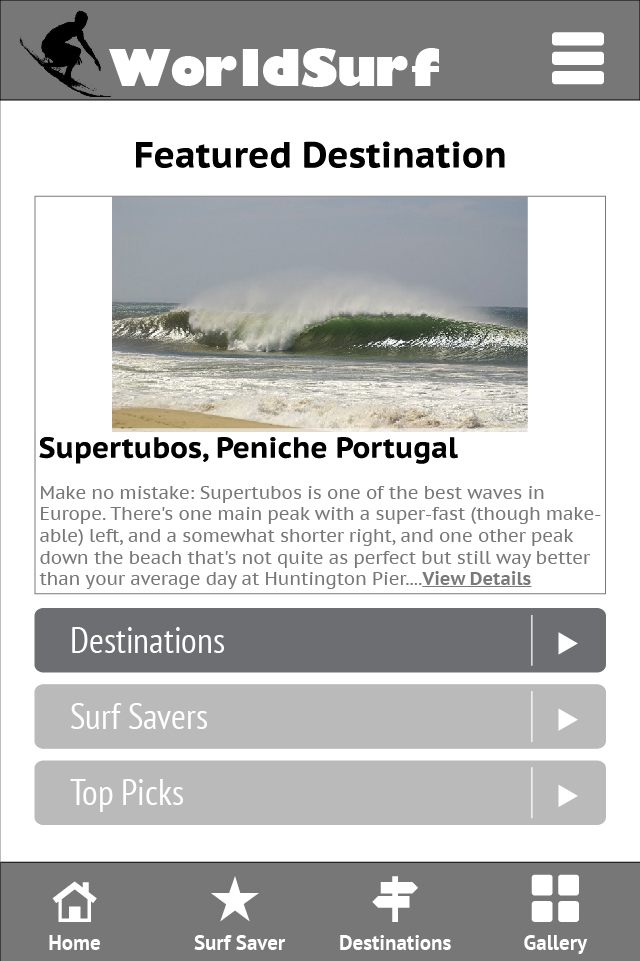 WorldSurf
Featured Destination
Supertubos, Peniche Portugal
Make no mistake: Supertubos is one of the best waves in
Europe. There's one main peak with a super-fast (though make-
able) left, and a somewhat shorter right, and one other peak
down the beach that's not quite as perfect but still way better
than your average day at Huntington Pier....View Details
Destinations
Surf Savers
Top Picks
Home Surf Saver Destinations Gallery